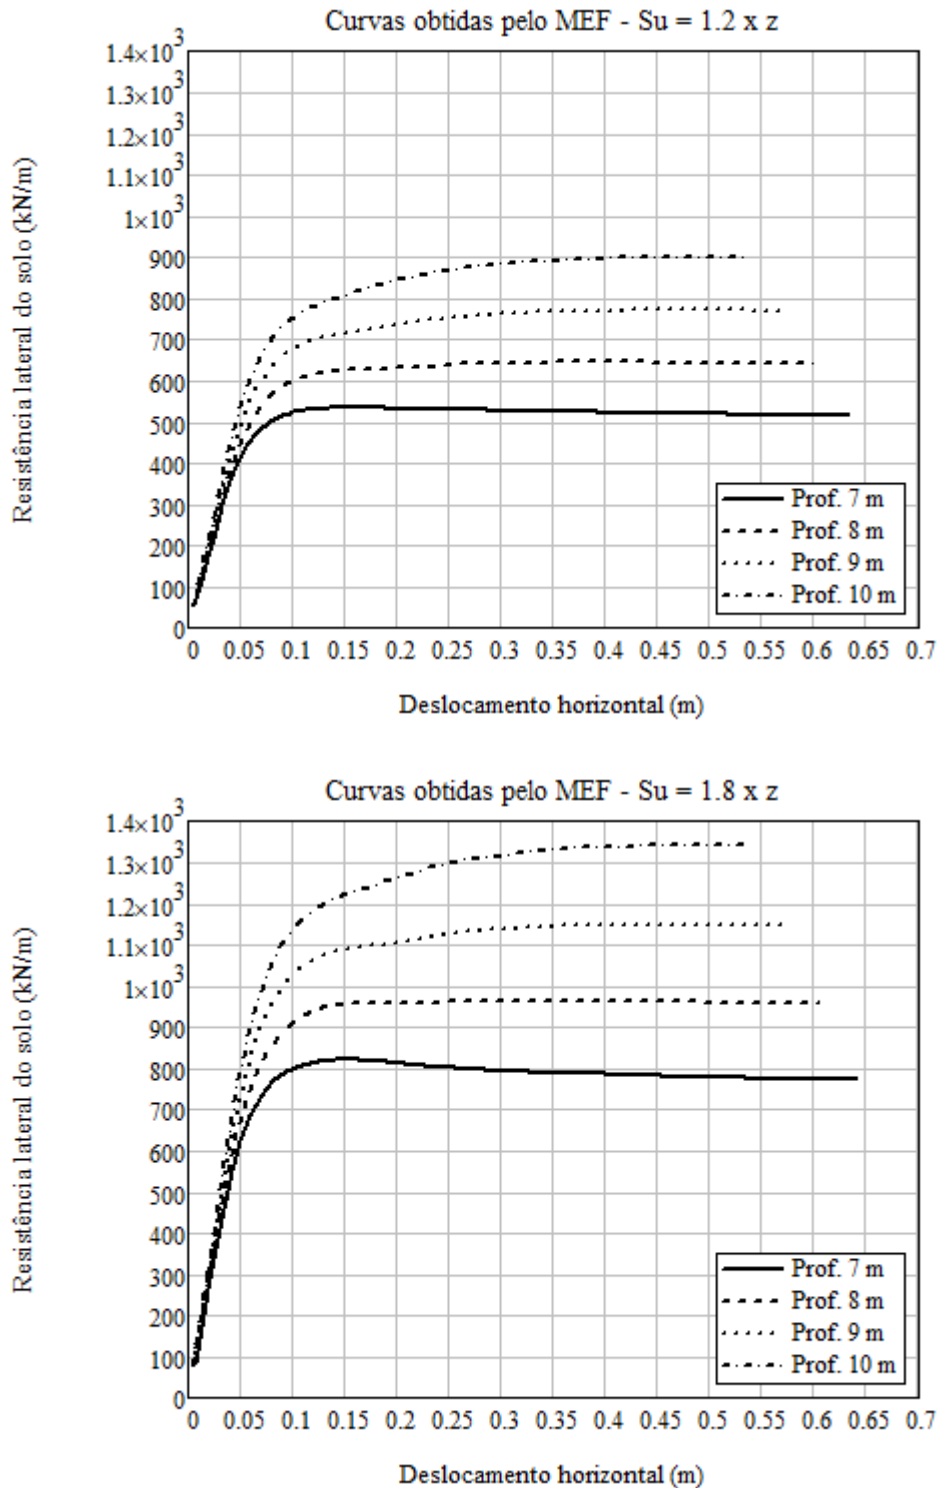 Curvas obtidas pelo MEF - Su = 1.2 x z
Resistência lateral do solo (kN/m)
1.4×10³
1.3×10³
1.2×10³
1.1×10³
1×10³
900
800
700
600
500
400
300
200
100
0
Prof. 7 m
Prof. 8 m
Prof. 9 m
Prof. 10 m
0 0.05 0.1 0.15 0.2 0.25 0.3 0.35 0.4 0.45 0.5 0.55 0.6 0.65 0.7
Deslocamento horizontal (m)
Curvas obtidas pelo MEF - Su = 1.8 x z
Resistência lateral do solo (kN/m)
1.4×10³
1.3×10³
1.2×10³
1.1×10³
1×10³
900
800
700
600
500
400
300
200
100
0
Prof. 7 m
Prof. 8 m
Prof. 9 m
Prof. 10 m
0 0.05 0.1 0.15 0.2 0.25 0.3 0.35 0.4 0.45 0.5 0.55 0.6 0.65 0.7
Deslocamento horizontal (m)